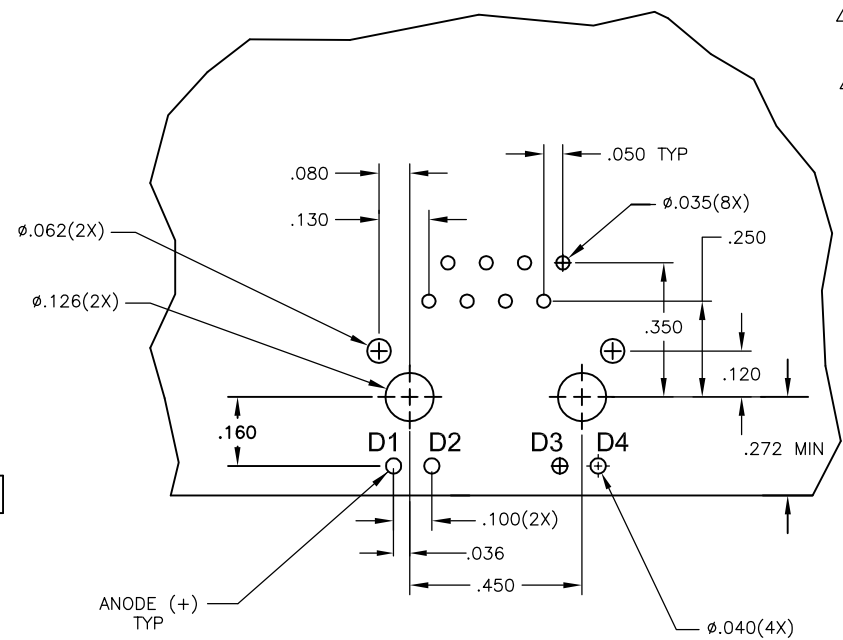 .050 TYP
.080
.130
ø.035(8X)
ø.062(2X)
.250
ø.126(2X)
.350
.120
.160
D1 D2 D3 D4
.272 MIN
.100(2X)
.036
.450
ANODE (+)
TYP
ø.040(4X)